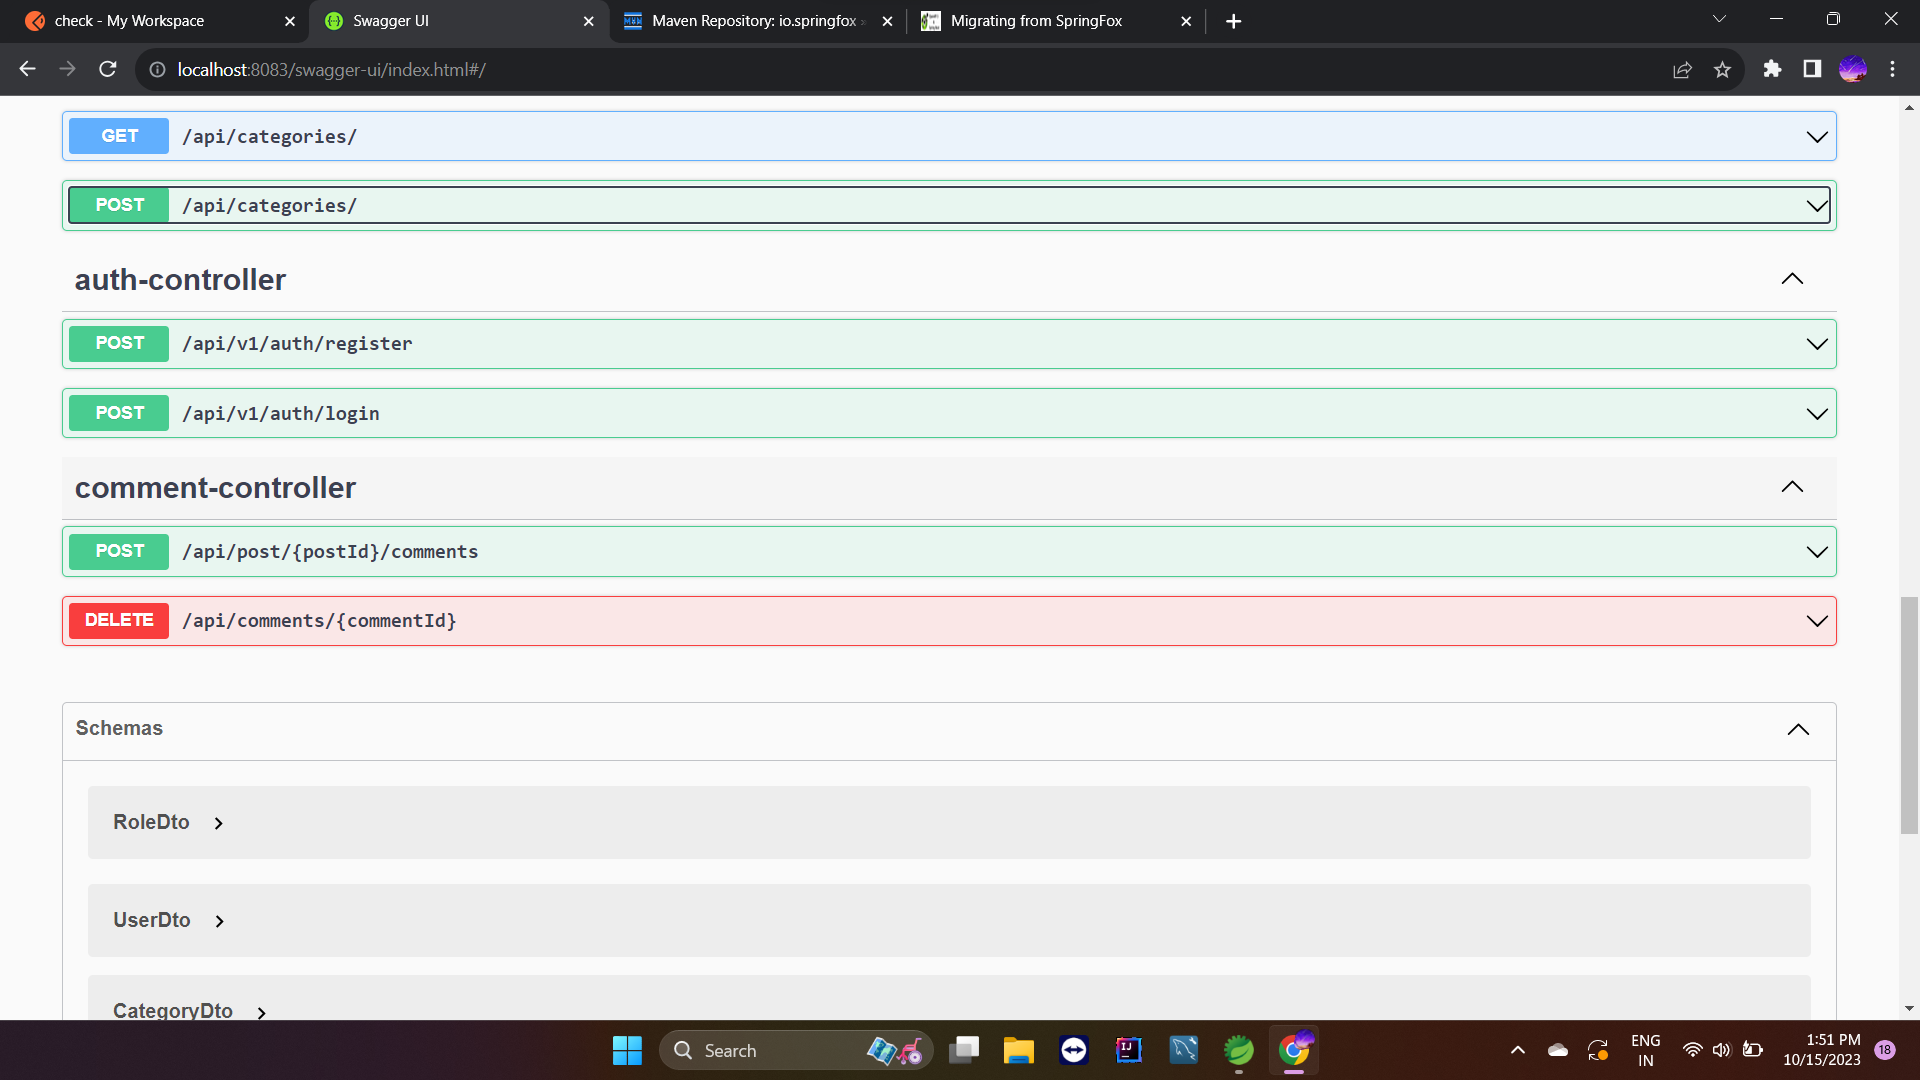 check - My Workspace
Swagger UI
Maven Repository: io.springfox
Migrating from SpringFox
localhost:8083/swagger-ui/index.html#/
GET /api/categories/
POST /api/categories/
auth-controller
POST /api/v1/auth/register
POST /api/v1/auth/login
comment-controller
POST /api/post/{postId}/comments
DELETE /api/comments/{commentId}
Schemas
RoleDto
UserDto
CategoryDto
Search
ENG
IN
1:51 PM
10/15/2023
18